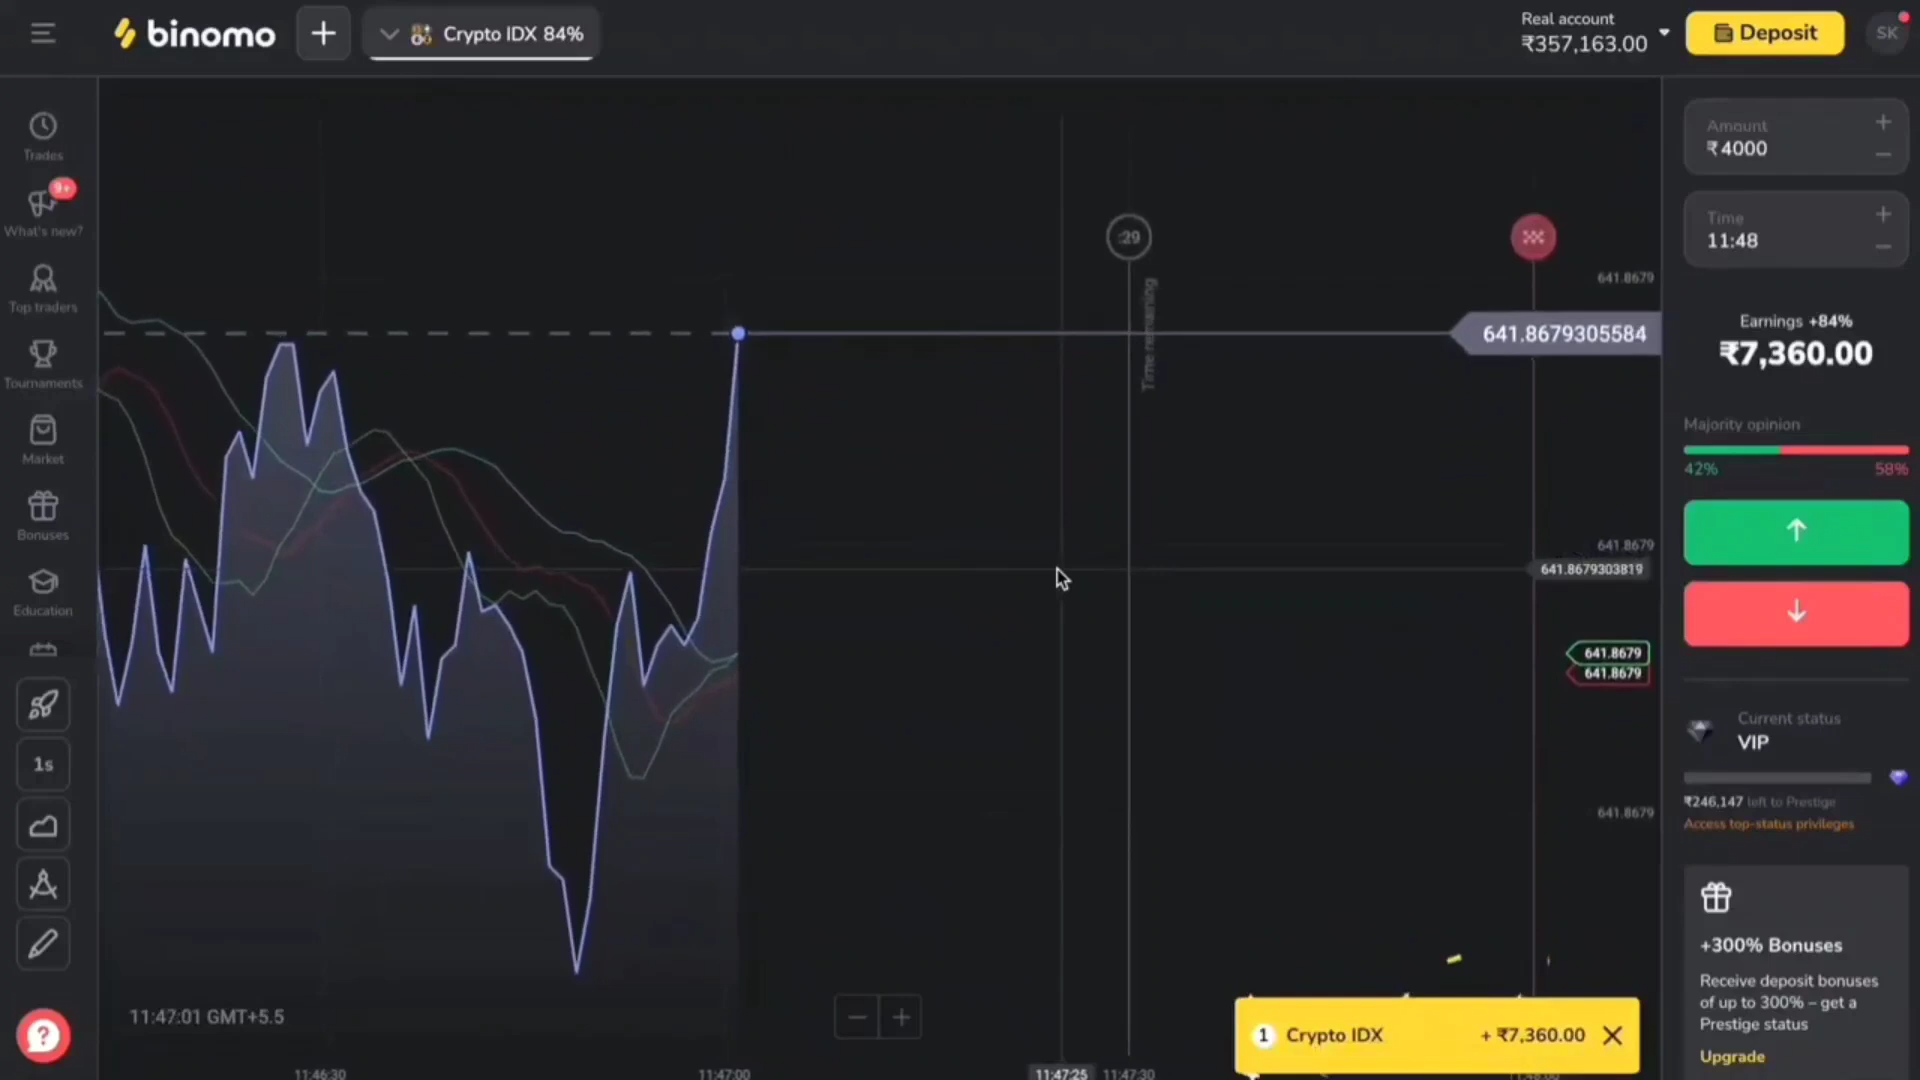 binomo
+
Crypto IDX 84%
Real account
₹357,163.00
Deposit
SK
Trades
9+
What's new?
Top traders
Tournaments
Market
Bonuses
Education
1s
?
:29
Time remaining
641.8679
641.8679305584
641.8679
641.8679303819
641.8679
641.8679
641.8679
11:47:01 GMT+5.5
− +
11:46:30
11:47:00
11:47:25
11:47:30
11:48:00
1 Crypto IDX + ₹7,360.00 X
Amount +
₹4000 −
Time +
11:48 −
Earnings +84%
₹7,360.00
Majority opinion
42% 58%
↑
↓
Current status
VIP
₹246,147 left to Prestige
Access top-status privileges
+300% Bonuses
Receive deposit bonuses
of up to 300% – get a
Prestige status
Upgrade